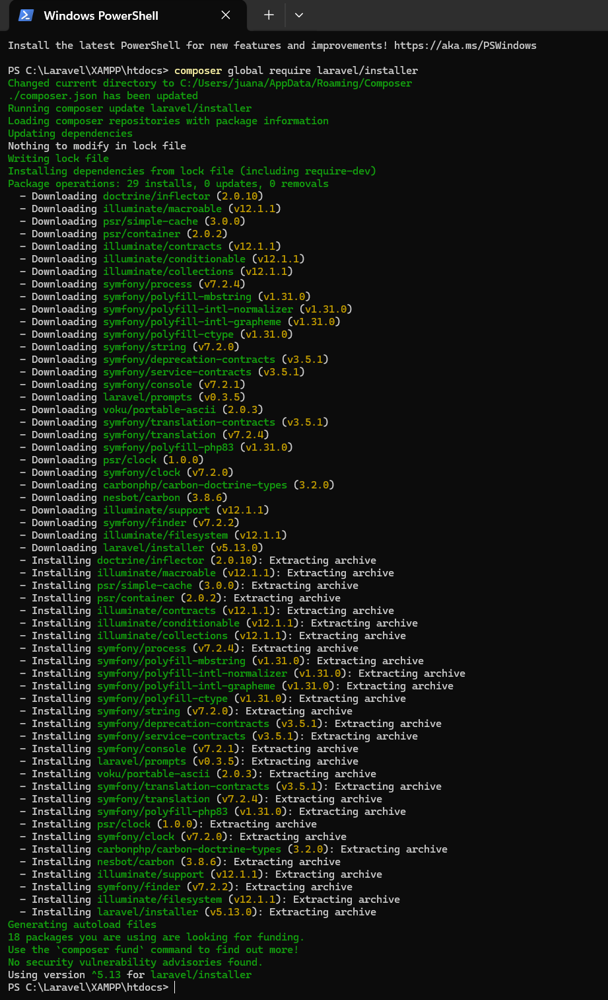 Windows PowerShell
Install the latest PowerShell for new features and improvements! https://aka.ms/PSWindows
PS C:\Laravel\XAMPP\htdocs> composer global require laravel/installer
Changed current directory to C:/Users/juana/AppData/Roaming/Composer
./composer.json has been updated
Running composer update laravel/installer
Loading composer repositories with package information
Updating dependencies
Nothing to modify in lock file
Writing lock file
Installing dependencies from lock file (including require-dev)
Package operations: 29 installs, 0 updates, 0 removals
- Downloading doctrine/inflector (2.0.10)
- Downloading illuminate/macroable (v12.1.1)
- Downloading psr/simple-cache (3.0.0)
- Downloading psr/container (2.0.2)
- Downloading illuminate/contracts (v12.1.1)
- Downloading illuminate/conditionable (v12.1.1)
- Downloading illuminate/collections (v12.1.1)
- Downloading symfony/process (v7.2.4)
- Downloading symfony/polyfill-mbstring (v1.31.0)
- Downloading symfony/polyfill-intl-normalizer (v1.31.0)
- Downloading symfony/polyfill-intl-grapheme (v1.31.0)
- Downloading symfony/polyfill-ctype (v1.31.0)
- Downloading symfony/string (v7.2.0)
- Downloading symfony/deprecation-contracts (v3.5.1)
- Downloading symfony/service-contracts (v3.5.1)
- Downloading symfony/console (v7.2.1)
- Downloading laravel/prompts (v0.3.5)
- Downloading voku/portable-ascii (2.0.3)
- Downloading symfony/translation-contracts (v3.5.1)
- Downloading symfony/translation (v7.2.4)
- Downloading symfony/polyfill-php83 (v1.31.0)
- Downloading psr/clock (1.0.0)
- Downloading symfony/clock (v7.2.0)
- Downloading carbonphp/carbon-doctrine-types (3.2.0)
- Downloading nesbot/carbon (3.8.6)
- Downloading illuminate/support (v12.1.1)
- Downloading symfony/finder (v7.2.2)
- Downloading illuminate/filesystem (v12.1.1)
- Downloading laravel/installer (v5.13.0)
- Installing doctrine/inflector (2.0.10): Extracting archive
- Installing illuminate/macroable (v12.1.1): Extracting archive
- Installing psr/simple-cache (3.0.0): Extracting archive
- Installing psr/container (2.0.2): Extracting archive
- Installing illuminate/contracts (v12.1.1): Extracting archive
- Installing illuminate/conditionable (v12.1.1): Extracting archive
- Installing illuminate/collections (v12.1.1): Extracting archive
- Installing symfony/process (v7.2.4): Extracting archive
- Installing symfony/polyfill-mbstring (v1.31.0): Extracting archive
- Installing symfony/polyfill-intl-normalizer (v1.31.0): Extracting archive
- Installing symfony/polyfill-intl-grapheme (v1.31.0): Extracting archive
- Installing symfony/polyfill-ctype (v1.31.0): Extracting archive
- Installing symfony/string (v7.2.0): Extracting archive
- Installing symfony/deprecation-contracts (v3.5.1): Extracting archive
- Installing symfony/service-contracts (v3.5.1): Extracting archive
- Installing symfony/console (v7.2.1): Extracting archive
- Installing laravel/prompts (v0.3.5): Extracting archive
- Installing voku/portable-ascii (2.0.3): Extracting archive
- Installing symfony/translation-contracts (v3.5.1): Extracting archive
- Installing symfony/translation (v7.2.4): Extracting archive
- Installing symfony/polyfill-php83 (v1.31.0): Extracting archive
- Installing psr/clock (1.0.0): Extracting archive
- Installing symfony/clock (v7.2.0): Extracting archive
- Installing carbonphp/carbon-doctrine-types (3.2.0): Extracting archive
- Installing nesbot/carbon (3.8.6): Extracting archive
- Installing illuminate/support (v12.1.1): Extracting archive
- Installing symfony/finder (v7.2.2): Extracting archive
- Installing illuminate/filesystem (v12.1.1): Extracting archive
- Installing laravel/installer (v5.13.0): Extracting archive
Generating autoload files
18 packages you are using are looking for funding.
Use the `composer fund` command to find out more!
No security vulnerability advisories found.
Using version ^5.13 for laravel/installer
PS C:\Laravel\XAMPP\htdocs>